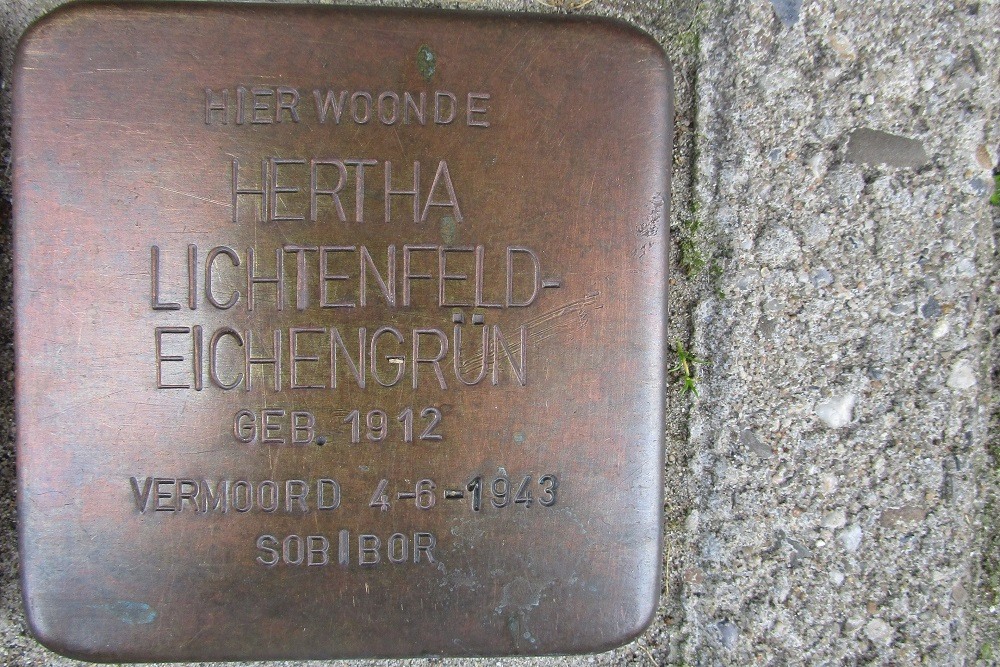 HIER WOONDE
HERTHA
LICHTENFELD-
EICHENGRÜN
GEB. 1912
VERMOORD 4-6-1943
SOBIBOR